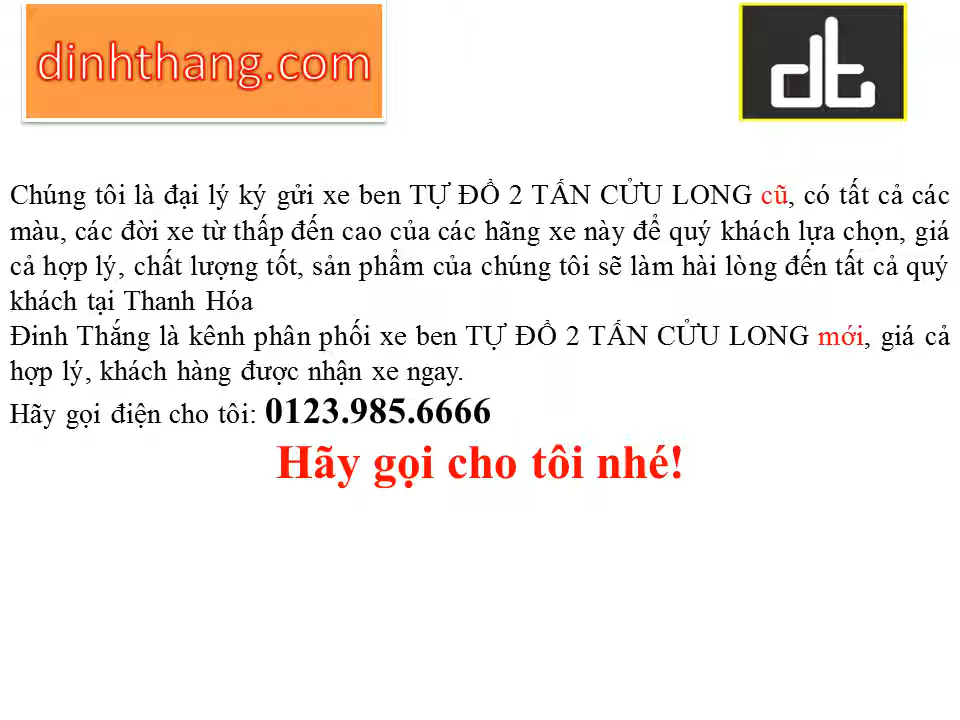 dinhthang.com
dt
Chúng tôi là đại lý ký gửi xe ben TỰ ĐỔ 2 TẤN CỬU LONG cũ, có tất cả các
màu, các đời xe từ thấp đến cao của các hãng xe này để quý khách lựa chọn, giá
cả hợp lý, chất lượng tốt, sản phẩm của chúng tôi sẽ làm hài lòng đến tất cả quý
khách tại Thanh Hóa
Đinh Thắng là kênh phân phối xe ben TỰ ĐỔ 2 TẤN CỬU LONG mới, giá cả
hợp lý, khách hàng được nhận xe ngay.
Hãy gọi điện cho tôi: 0123.985.6666
Hãy gọi cho tôi nhé!